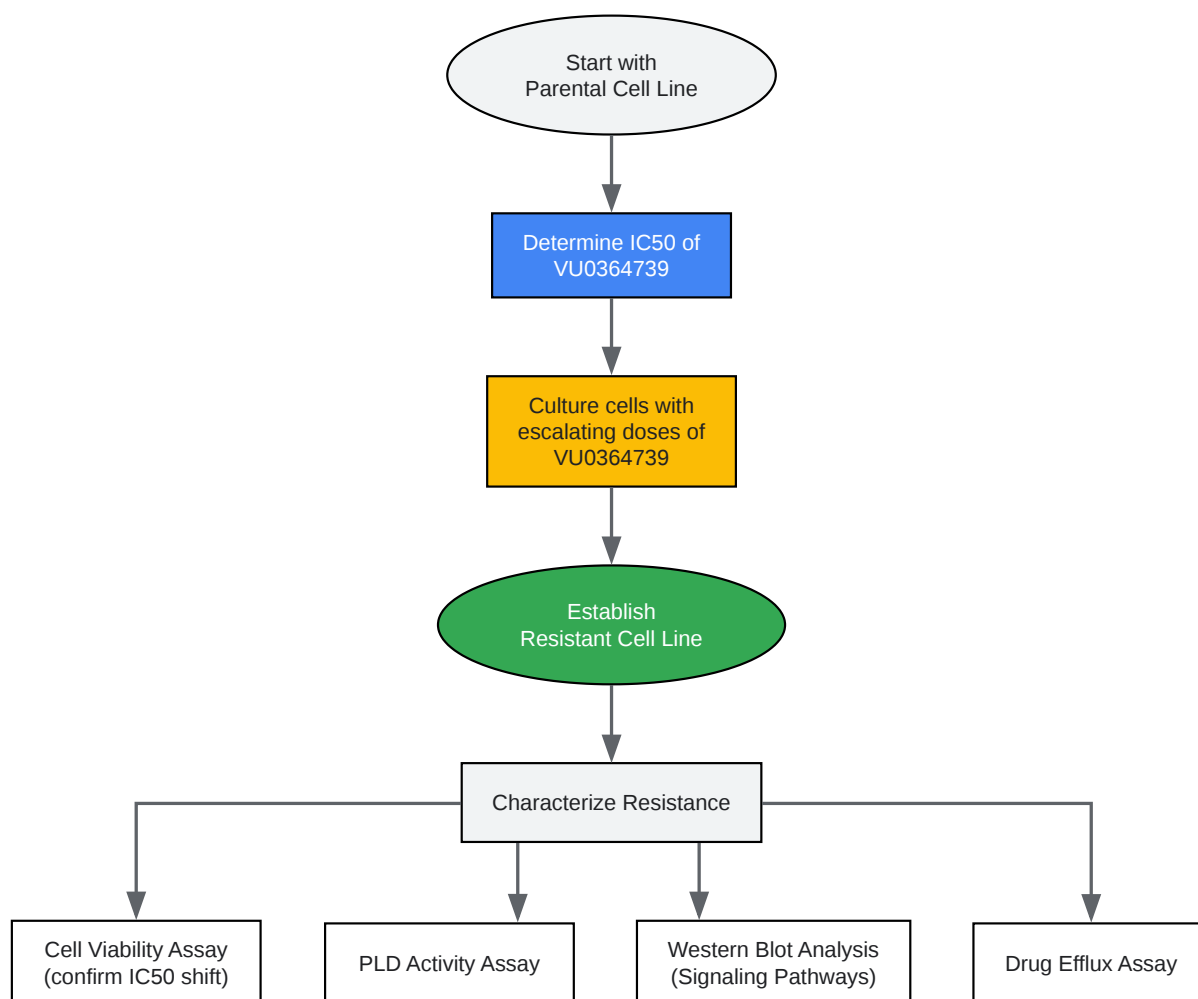 Start with
Parental Cell Line
Determine IC50 of
VU0364739
Culture cells with
escalating doses of
VU0364739
Establish
Resistant Cell Line
Characterize Resistance
Cell Viability Assay
(confirm IC50 shift)
PLD Activity Assay
Western Blot Analysis
(Signaling Pathways)
Drug Efflux Assay